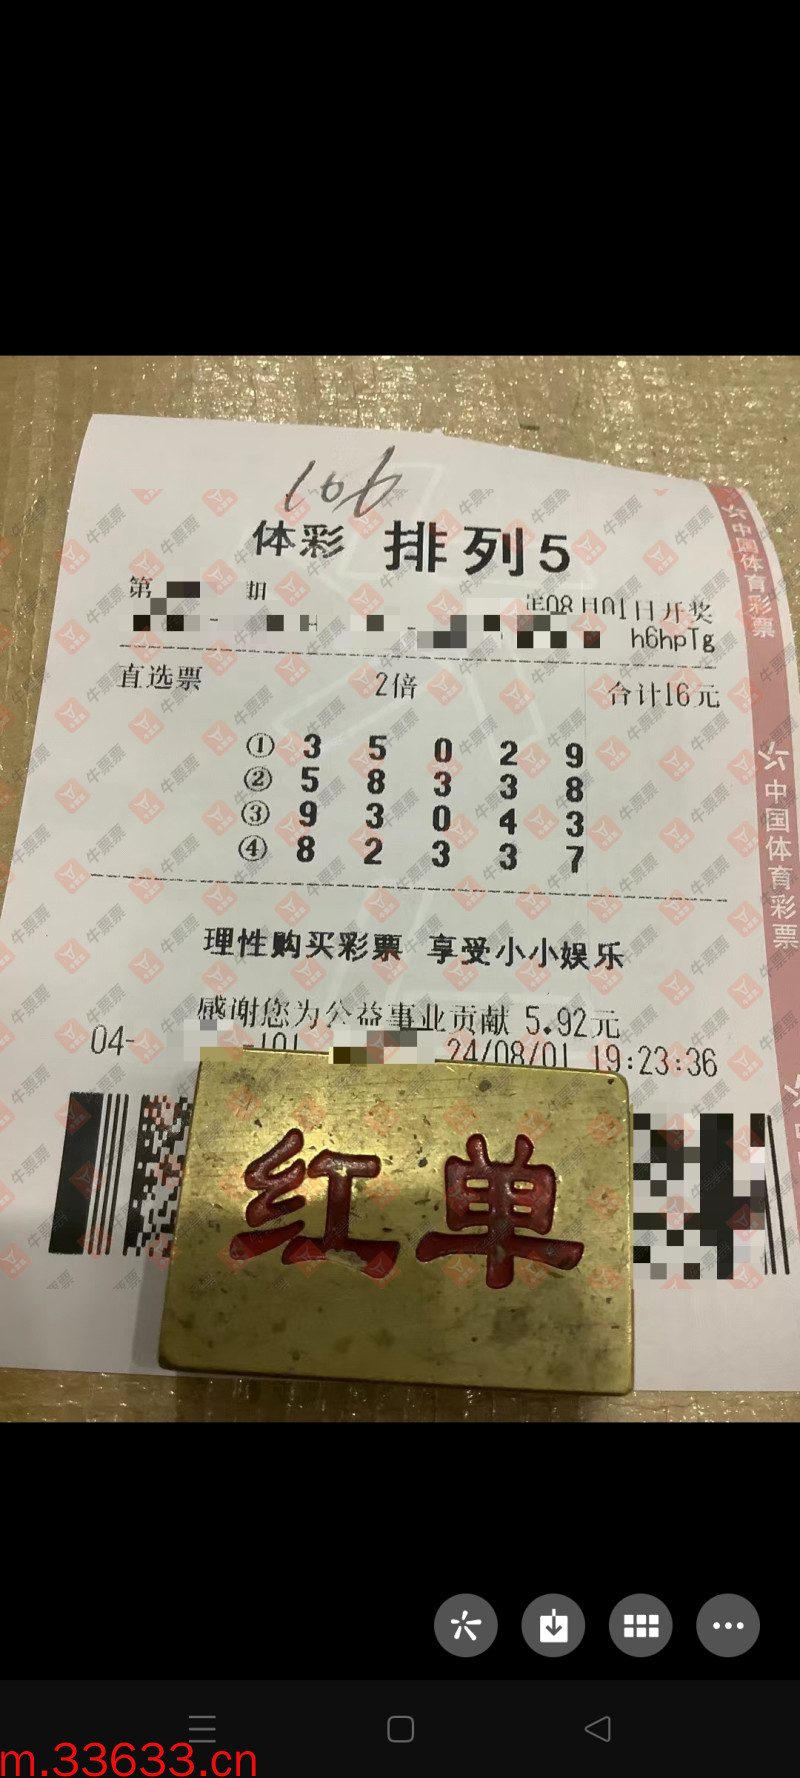 106
体彩 排列5
第 期
年08月01日开奖
h6hpTg
直选票 2倍 合计16元
① 3 5 0 2 9
② 5 8 3 3 8
③ 9 3 0 4 3
④ 8 2 3 3 7
理性购买彩票 享受小小娱乐
感谢您为公益事业贡献 5.92元
04- -101 24/08/01 19:23:36
红单
中国体育彩票
中国体育彩票
牛票票
m.33633.cn